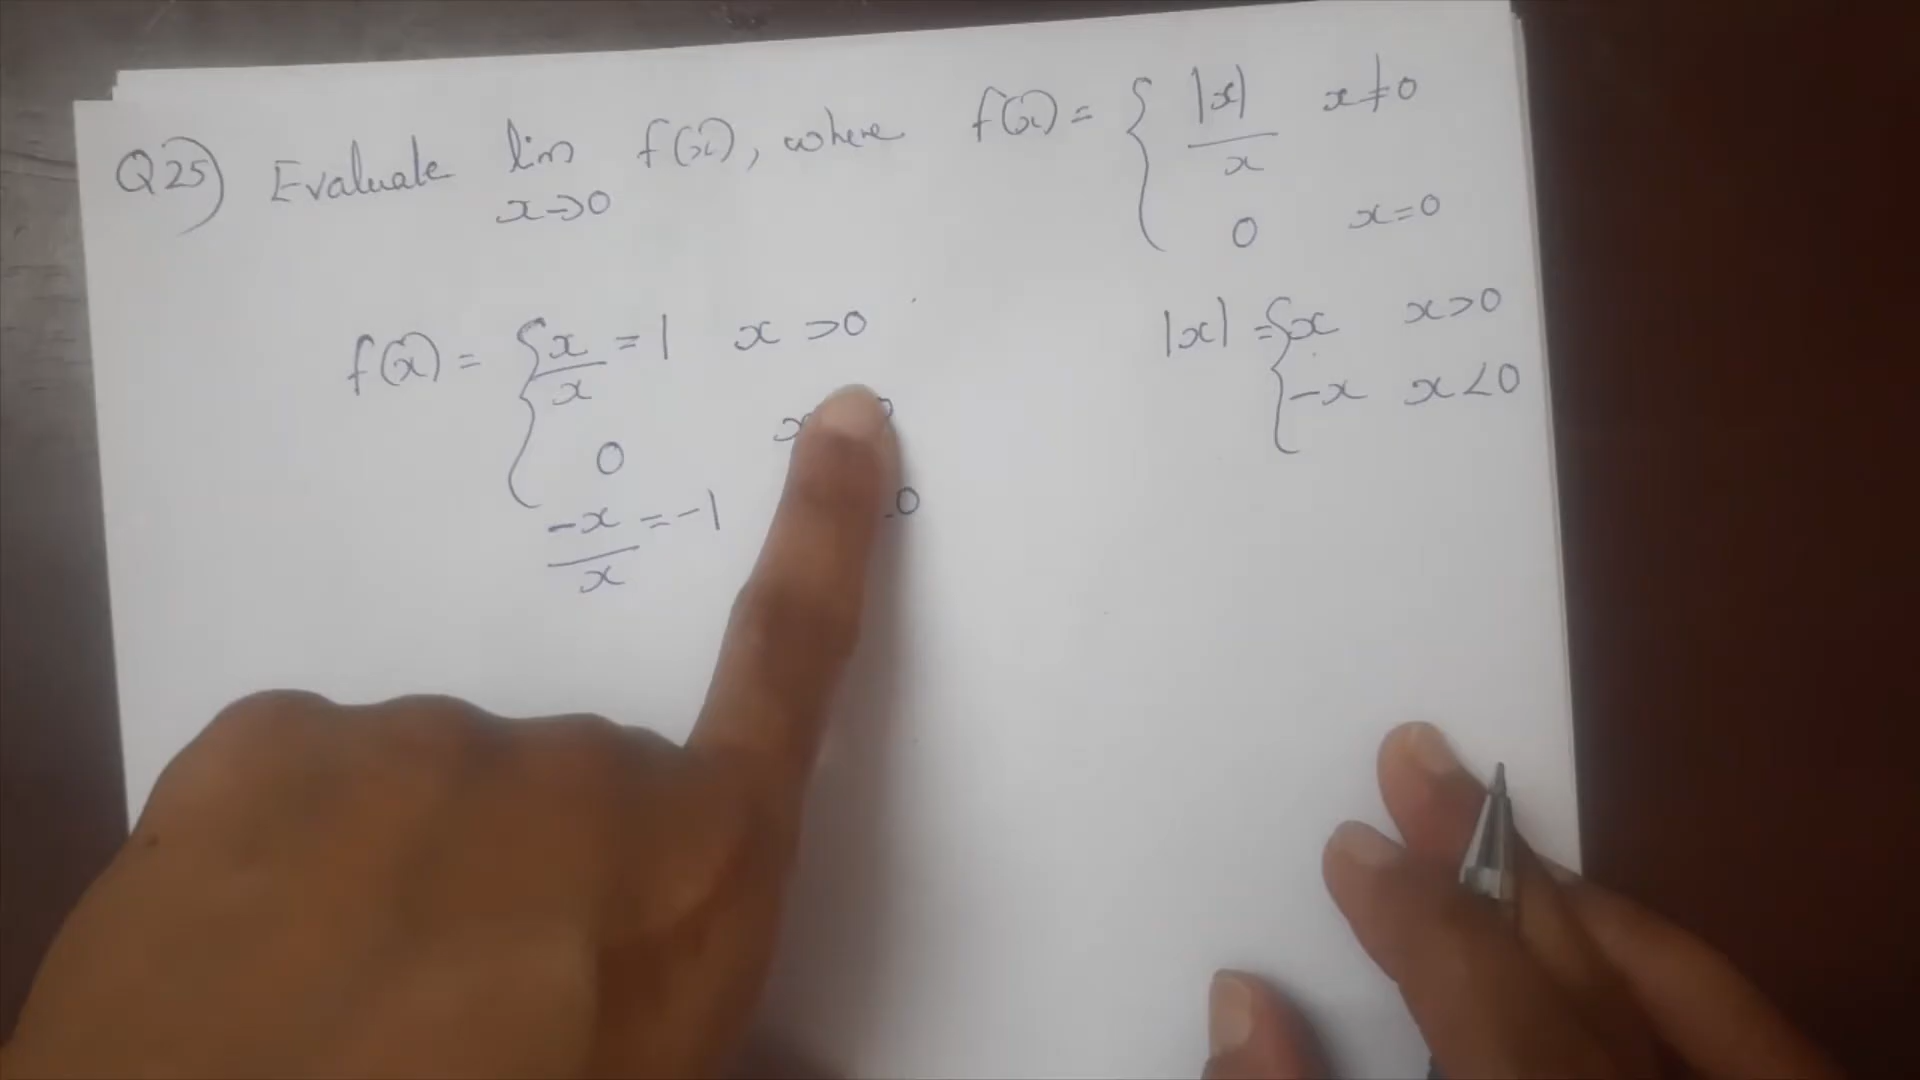 Q25) Evaluate lim x→0 f(x), where f(x) = { |x|/x x≠0
0 x=0
f(x) = { x/x = 1 x>0
0
-x/x = -1
|x| = { x x>0
-x x<0